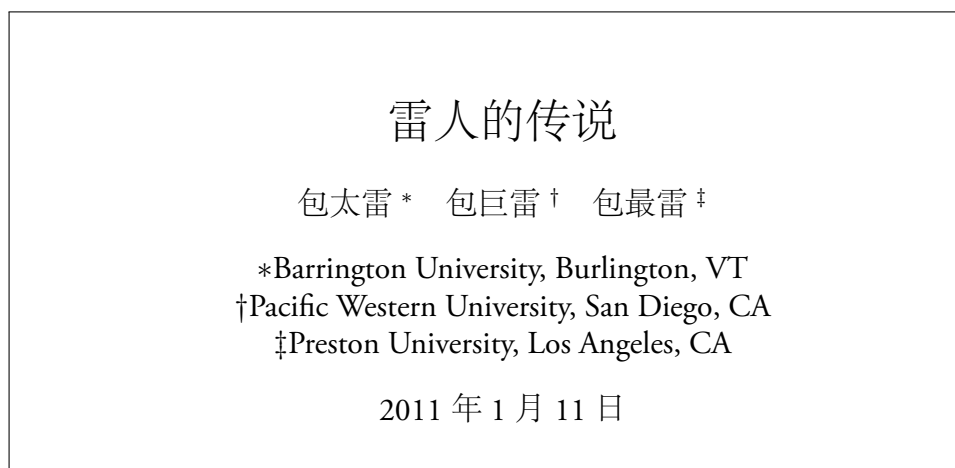 雷人的传说
包太雷 * 包巨雷 † 包最雷 ‡
*Barrington University, Burlington, VT
†Pacific Western University, San Diego, CA
‡Preston University, Los Angeles, CA
2011 年 1 月 11 日